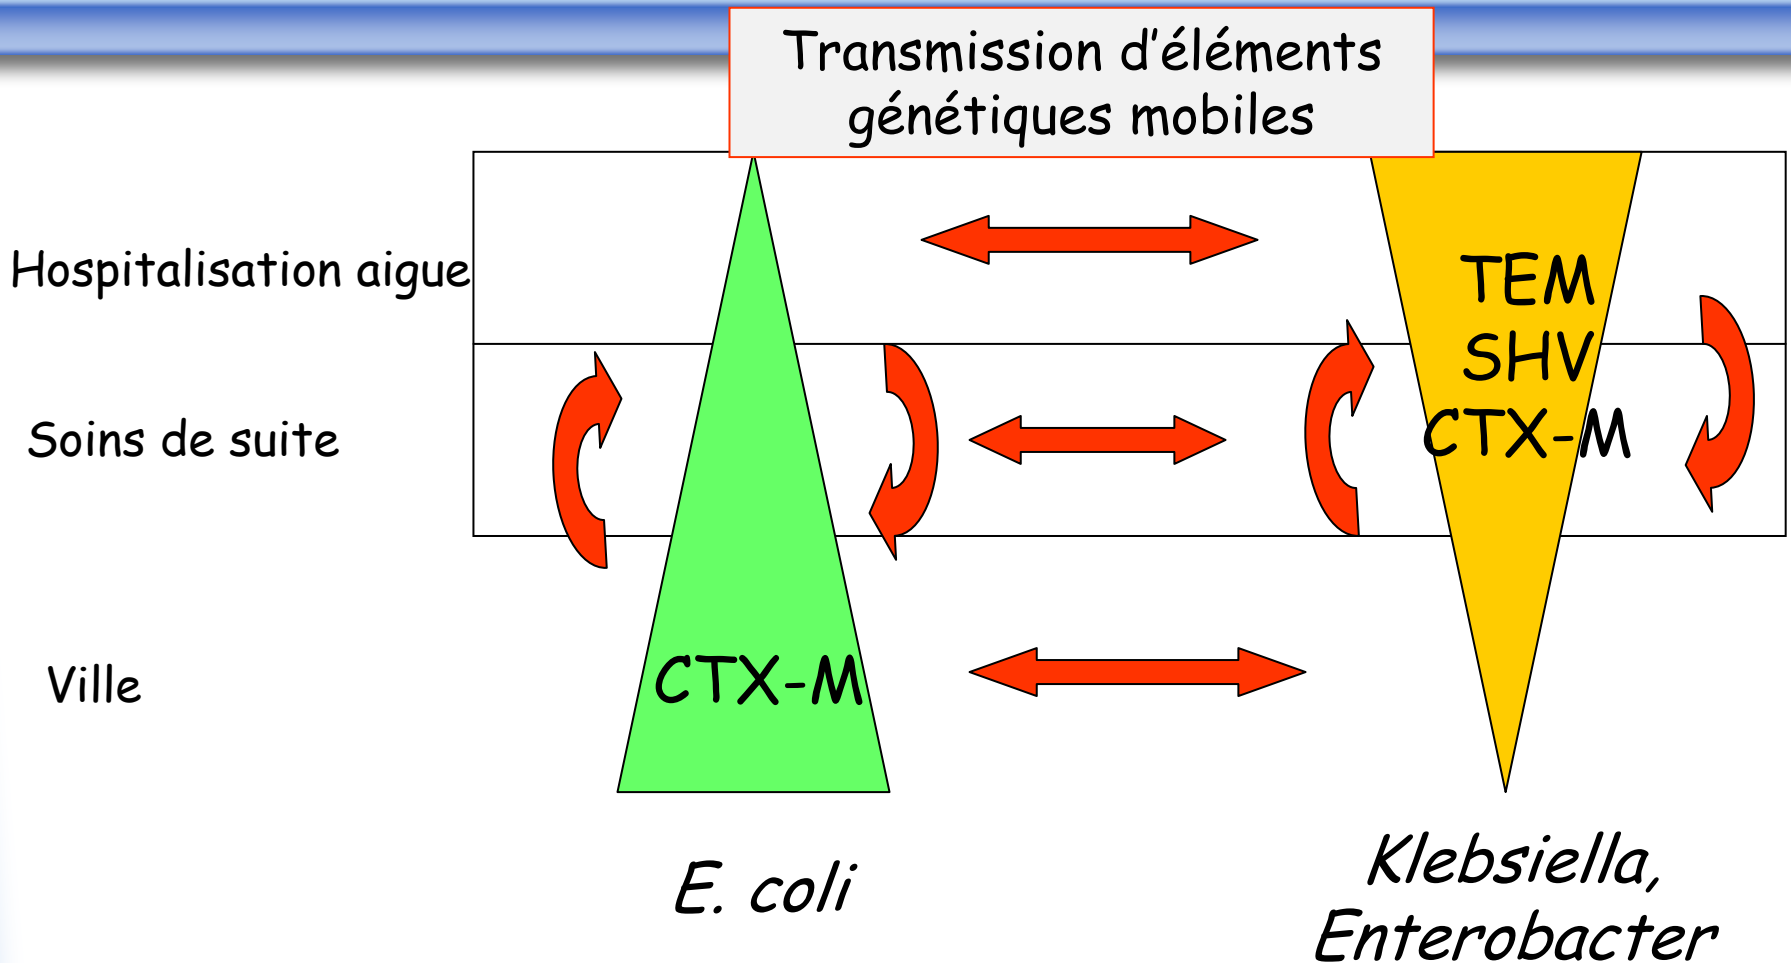 Transmission d’éléments
génétiques mobiles
Hospitalisation aigue
TEM
SHV
CTX-M
Soins de suite
Ville
CTX-M
E. coli
Klebsiella,
Enterobacter